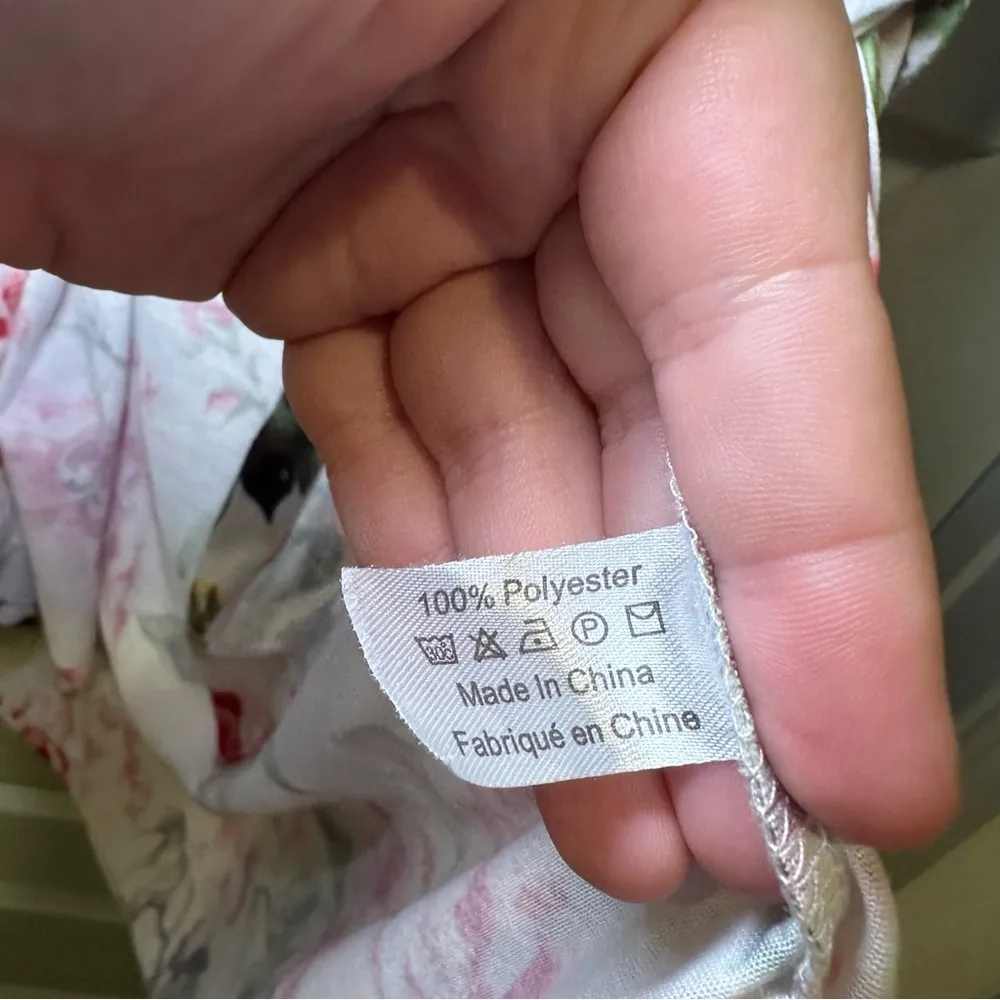 100% Polyester
P
Made In China
Fabriqué en Chine